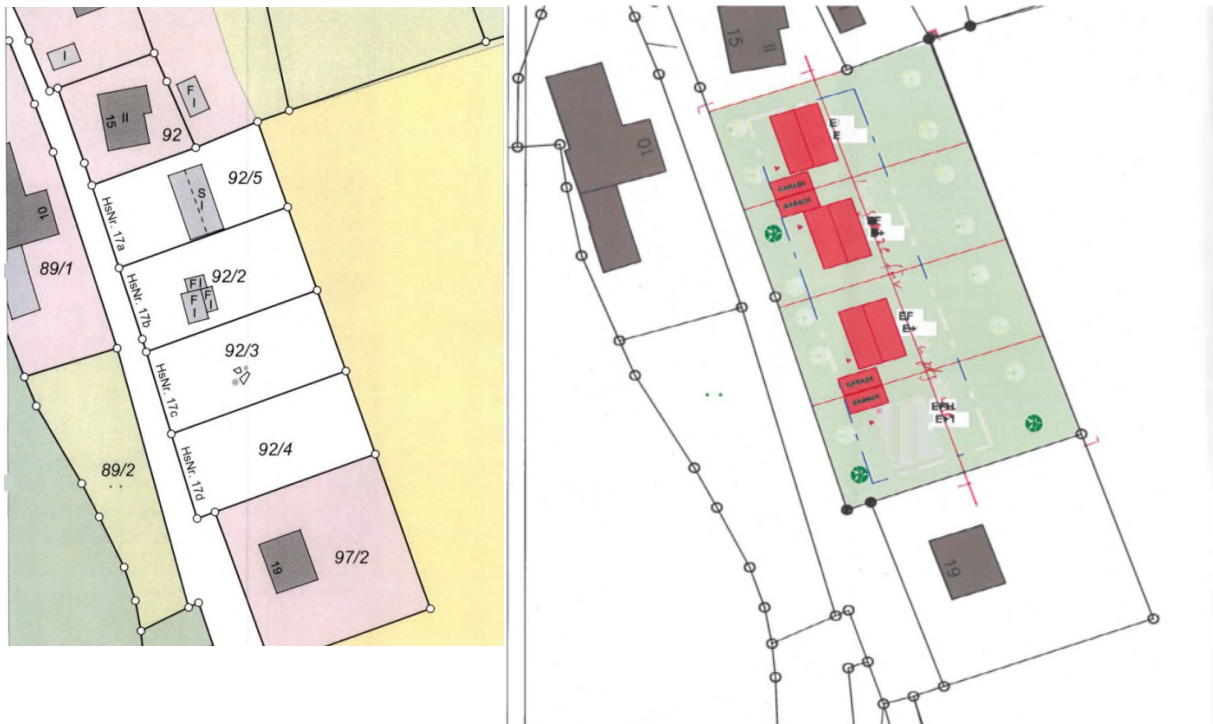 I
F
I
II
15
92
92/5
S
I
10
HsNr. 17a
89/1
92/2
F I
F
I
F
I
HsNr. 17b
92/3
HsNr. 17c
92/4
89/2
HsNr. 17d
97/2
19
15
II
10
E
E
GARAGE
GARAGE
EF
E+
GARAGE
GARAGE
EFH
E+I
19